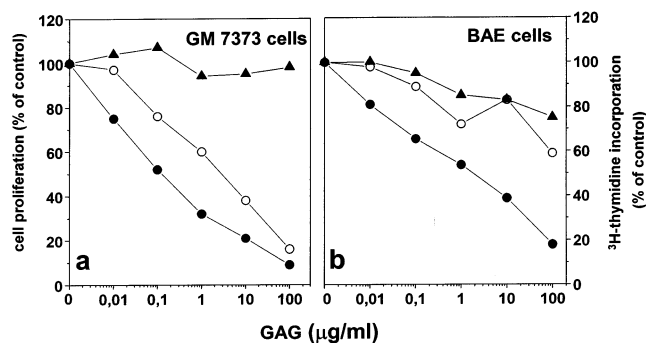 GM 7373 cells
BAE cells
cell proliferation (% of control)
120
100
80
60
40
20
0
a
0 0,01 0,1 1 10 100
b
0 0,01 0,1 1 10 100
120
100
80
60
40
20
0
³H-thymidine incorporation
(% of control)
GAG (μg/ml)